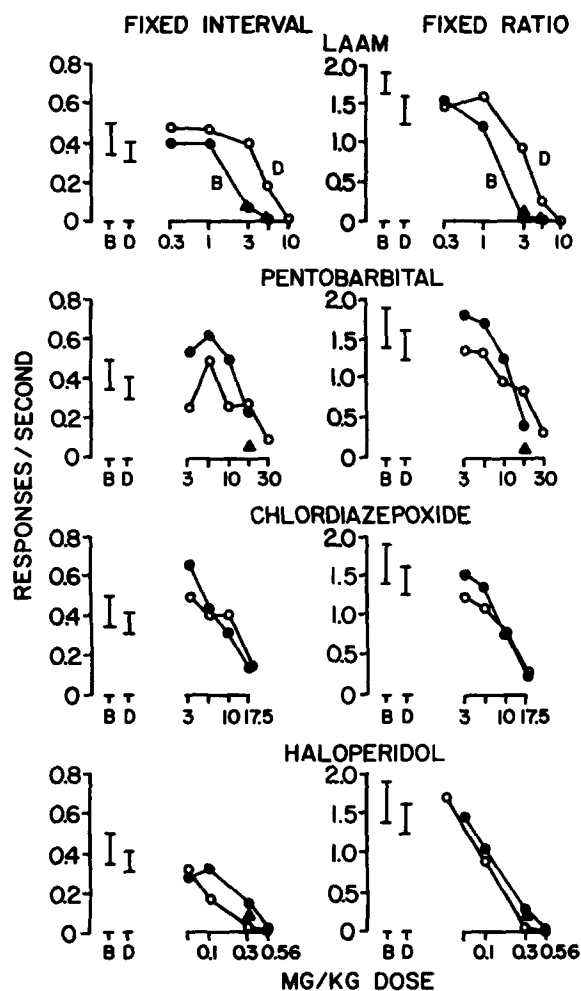 FIXED INTERVAL FIXED RATIO
LAAM
0.8 2.0
0.6 1.5
0.4 1.0
0.2 0.5
0 0
B D 0.3 1 3 10 B D 0.3 1 3 10
B D B D
PENTOBARBITAL
0.8 2.0
0.6 1.5
0.4 1.0
0.2 0.5
0 0
B D 3 10 30 B D 3 10 30
RESPONSES/SECOND
CHLORDIAZEPOXIDE
0.8 2.0
0.6 1.5
0.4 1.0
0.2 0.5
0 0
B D 3 10 17.5 B D 3 10 17.5
HALOPERIDOL
0.8 2.0
0.6 1.5
0.4 1.0
0.2 0.5
0 0
B D 0.1 0.3 0.56 B D 0.1 0.3 0.56
MG/KG DOSE